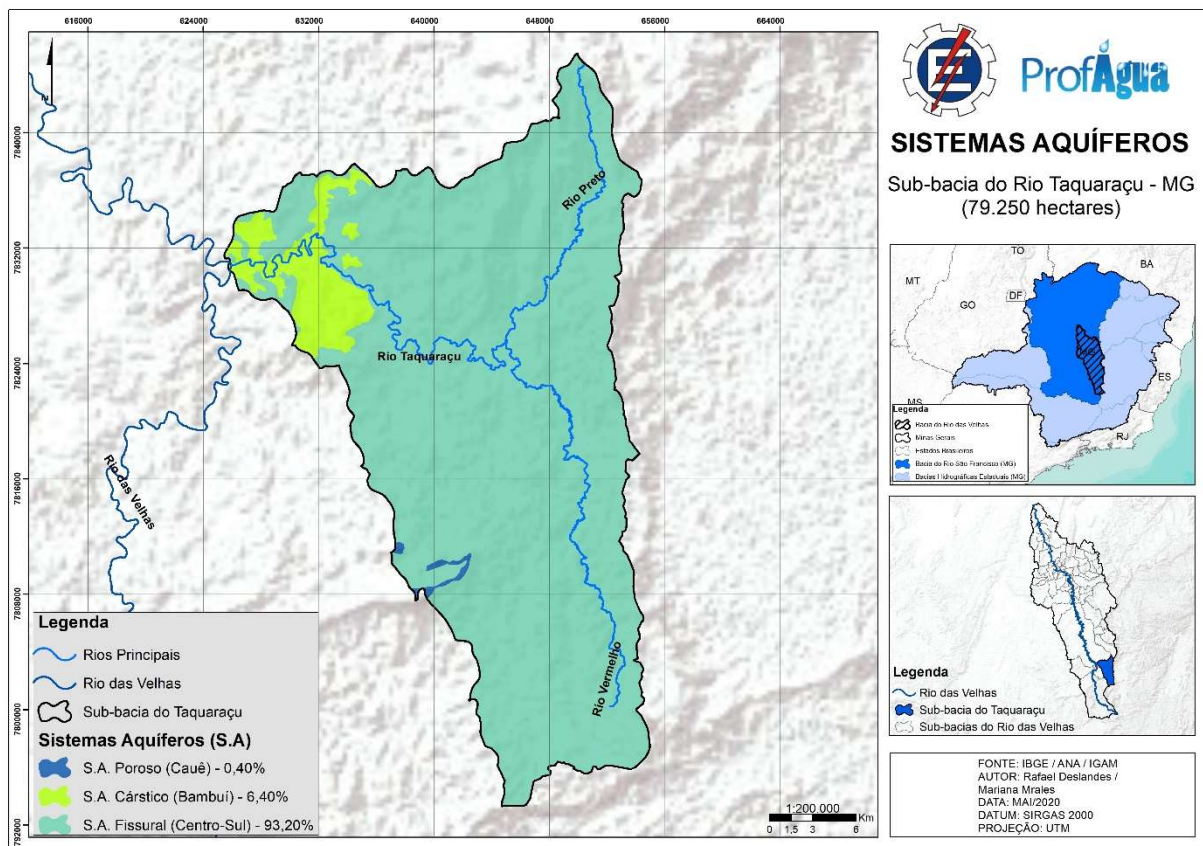 616000
624000
632000
640000
648000
656000
664000
7840000
7832000
7824000
7816000
7808000
7800000
792000
Rio Preto
Rio Taquaraçu
Rio das Velhas
Rio Vermelho
Legenda
Rios Principais
Rio das Velhas
Sub-bacia do Taquaraçu
Sistemas Aquíferos (S.A)
S.A. Poroso (Cauê) - 0,40%
S.A. Cárstico (Bambuí) - 6,40%
S.A. Fissural (Centro-Sul) - 93,20%
1:200 000
0 1,5 3 6
Km
E
ProfÁgua
SISTEMAS AQUÍFEROS
Sub-bacia do Rio Taquaraçu - MG
(79.250 hectares)
TO
BA
MT
GO
DF
MG
ES
MS
RJ
Legenda
Bacia do Rio das Velhas
Minas Gerais
Estados Brasileiros
Bacia do Rio São Francisco (MG)
Bacias Hidrográficas Estaduais (MG)
Legenda
Rio das Velhas
Sub-bacia do Taquaraçu
Sub-bacias do Rio das Velhas
FONTE: IBGE / ANA / IGAM
AUTOR: Rafael Deslandes /
Mariana Mrales
DATA: MAI/2020
DATUM: SIRGAS 2000
PROJEÇÃO: UTM